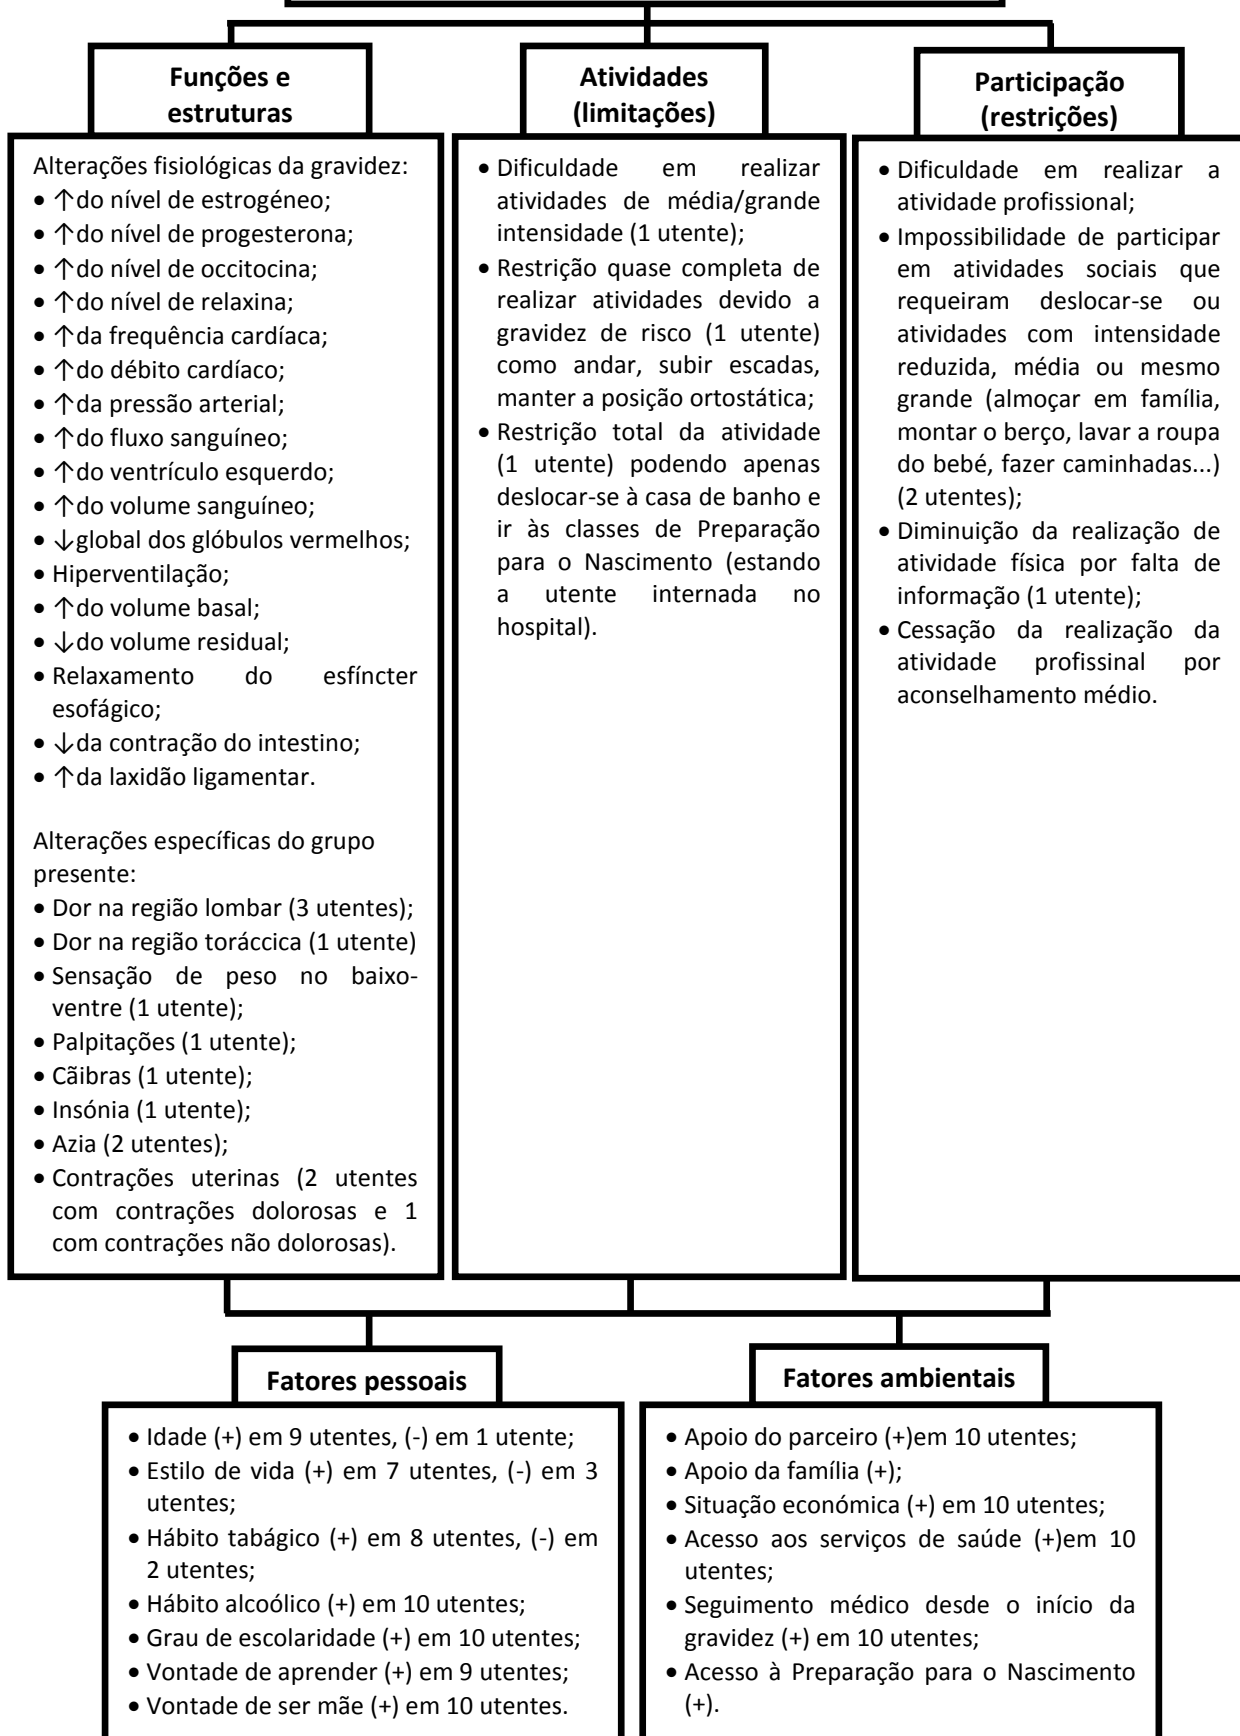 Funções e
estruturas
Alterações fisiológicas da gravidez:
• ↑do nível de estrogéneo;
• ↑do nível de progesterona;
• ↑do nível de occitocina;
• ↑do nível de relaxina;
• ↑da frequência cardíaca;
• ↑do débito cardíaco;
• ↑da pressão arterial;
• ↑do fluxo sanguíneo;
• ↑do ventrículo esquerdo;
• ↑do volume sanguíneo;
• ↓global dos glóbulos vermelhos;
• Hiperventilação;
• ↑do volume basal;
• ↓do volume residual;
• Relaxamento do esfíncter
esofágico;
• ↓da contração do intestino;
• ↑da laxidão ligamentar.
Alterações específicas do grupo
presente:
• Dor na região lombar (3 utentes);
• Dor na região toráccica (1 utente)
• Sensação de peso no baixo-
ventre (1 utente);
• Palpitações (1 utente);
• Cãibras (1 utente);
• Insónia (1 utente);
• Azia (2 utentes);
• Contrações uterinas (2 utentes
com contrações dolorosas e 1
com contrações não dolorosas).
Atividades
(limitações)
• Dificuldade em realizar
atividades de média/grande
intensidade (1 utente);
• Restrição quase completa de
realizar atividades devido a
gravidez de risco (1 utente)
como andar, subir escadas,
manter a posição ortostática;
• Restrição total da atividade
(1 utente) podendo apenas
deslocar-se à casa de banho e
ir às classes de Preparação
para o Nascimento (estando
a utente internada no
hospital).
Participação
(restrições)
• Dificuldade em realizar a
atividade profissional;
• Impossibilidade de participar
em atividades sociais que
requeiram deslocar-se ou
atividades com intensidade
reduzida, média ou mesmo
grande (almoçar em família,
montar o berço, lavar a roupa
do bebé, fazer caminhadas...)
(2 utentes);
• Diminuição da realização de
atividade física por falta de
informação (1 utente);
• Cessação da realização da
atividade profissinal por
aconselhamento médico.
Fatores pessoais
• Idade (+) em 9 utentes, (-) em 1 utente;
• Estilo de vida (+) em 7 utentes, (-) em 3
utentes;
• Hábito tabágico (+) em 8 utentes, (-) em
2 utentes;
• Hábito alcoólico (+) em 10 utentes;
• Grau de escolaridade (+) em 10 utentes;
• Vontade de aprender (+) em 9 utentes;
• Vontade de ser mãe (+) em 10 utentes.
Fatores ambientais
• Apoio do parceiro (+)em 10 utentes;
• Apoio da família (+);
• Situação económica (+) em 10 utentes;
• Acesso aos serviços de saúde (+)em 10
utentes;
• Seguimento médico desde o início da
gravidez (+) em 10 utentes;
• Acesso à Preparação para o Nascimento
(+).